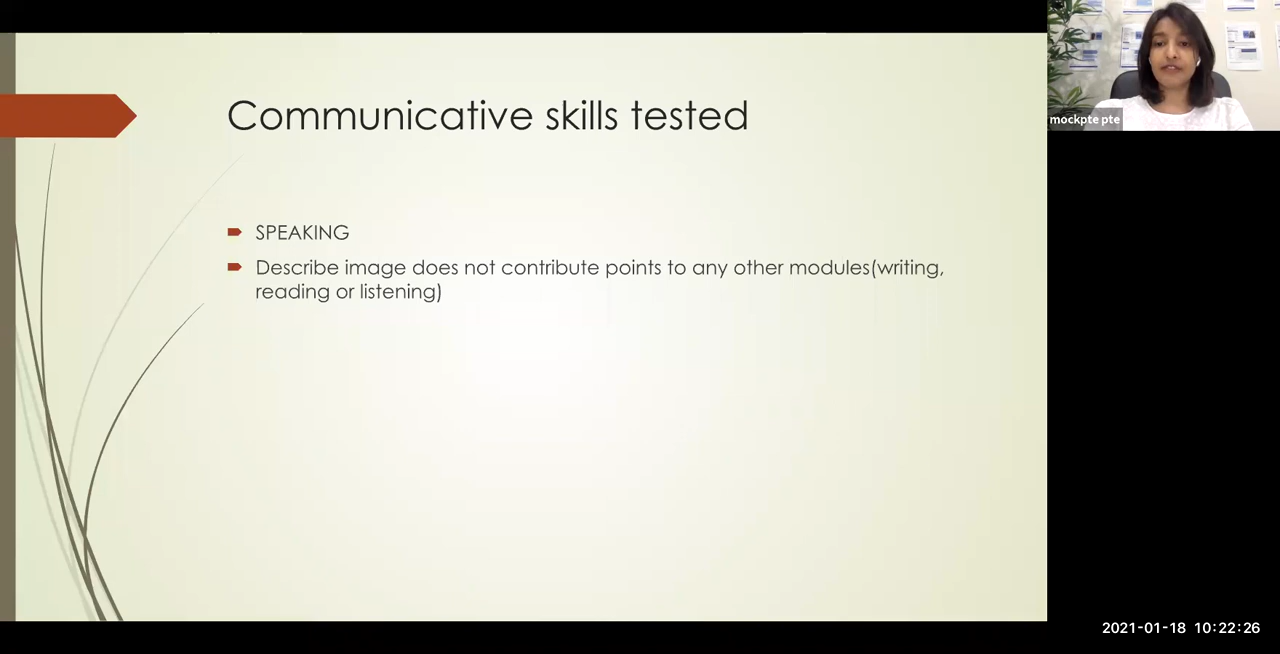 Communicative skills tested
SPEAKING
Describe image does not contribute points to any other modules(writing,
reading or listening)
mockpte pte
2021-01-18 10:22:26